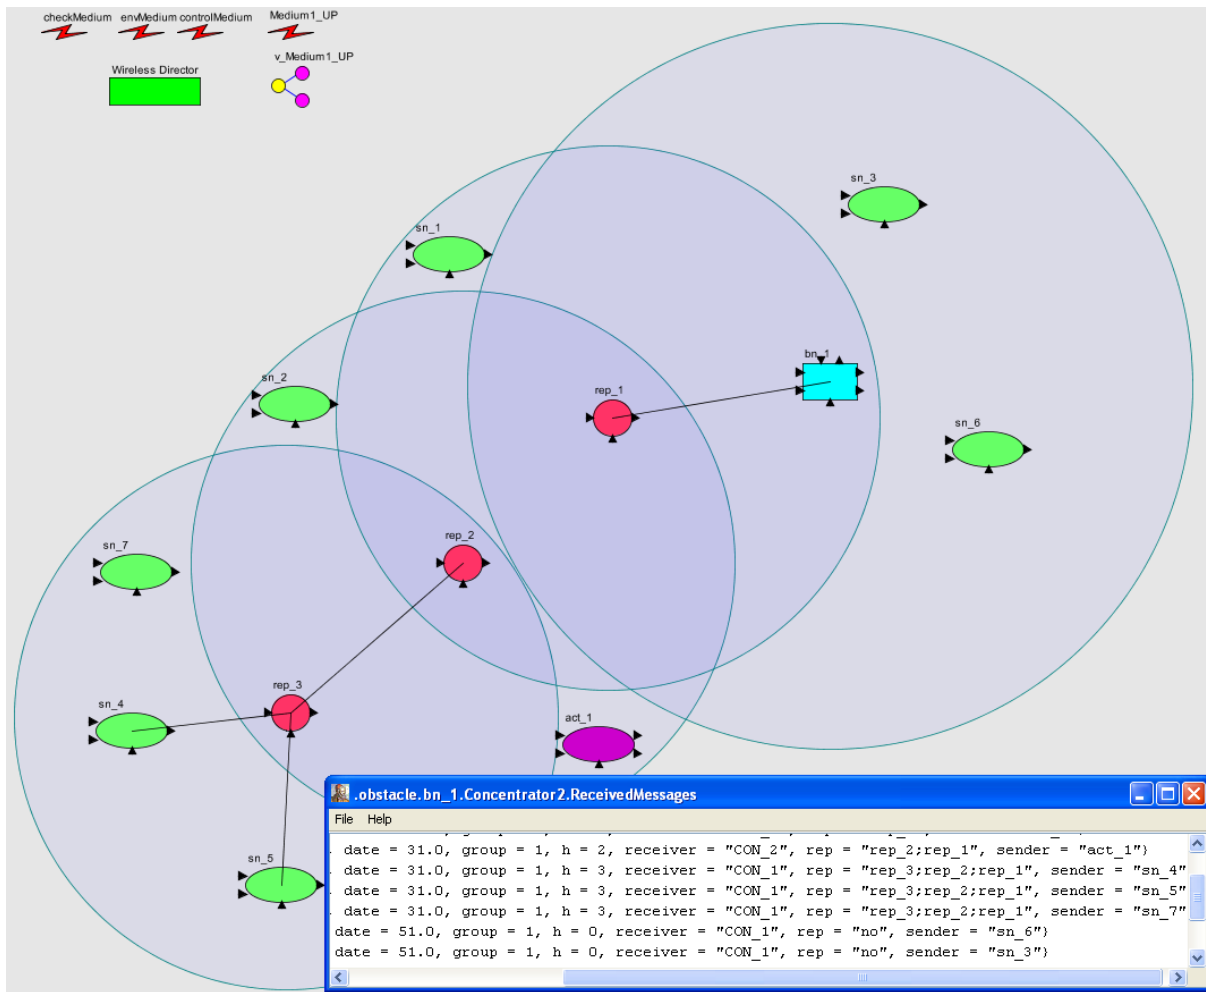 checkMedium envMedium controlMedium Medium1_UP
v_Medium1_UP
Wireless Director
sn_3
sn_1
bn_1
sn_2
rep_1
sn_6
rep_2
sn_7
rep_3
sn_4
act_1
sn_5
.obstacle.bn_1.Concentrator2.ReceivedMessages
File Help
date = 31.0, group = 1, h = 2, receiver = "CON_2", rep = "rep_2;rep_1", sender = "act_1"}
date = 31.0, group = 1, h = 3, receiver = "CON_1", rep = "rep_3;rep_2;rep_1", sender = "sn_4"
date = 31.0, group = 1, h = 3, receiver = "CON_1", rep = "rep_3;rep_2;rep_1", sender = "sn_5"
date = 31.0, group = 1, h = 3, receiver = "CON_1", rep = "rep_3;rep_2;rep_1", sender = "sn_7"
date = 51.0, group = 1, h = 0, receiver = "CON_1", rep = "no", sender = "sn_6"}
date = 51.0, group = 1, h = 0, receiver = "CON_1", rep = "no", sender = "sn_3"}